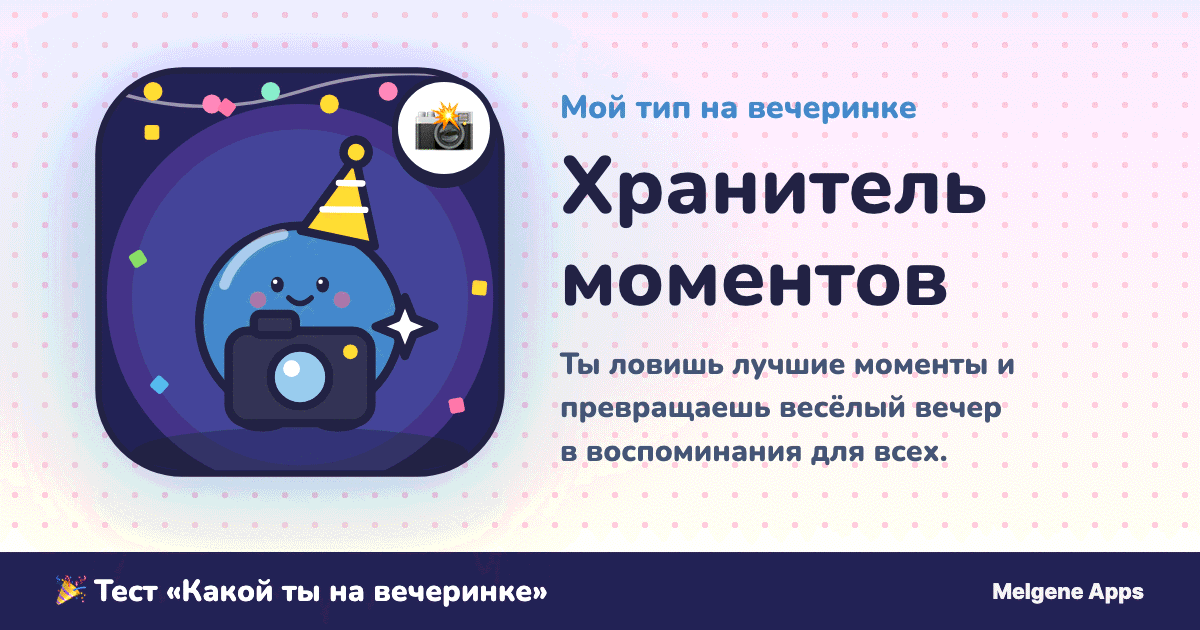 Мой тип на вечеринке
Хранитель
моментов
Ты ловишь лучшие моменты и
превращаешь весёлый вечер
в воспоминания для всех.
🎉 Тест «Какой ты на вечеринке»
Melgene Apps